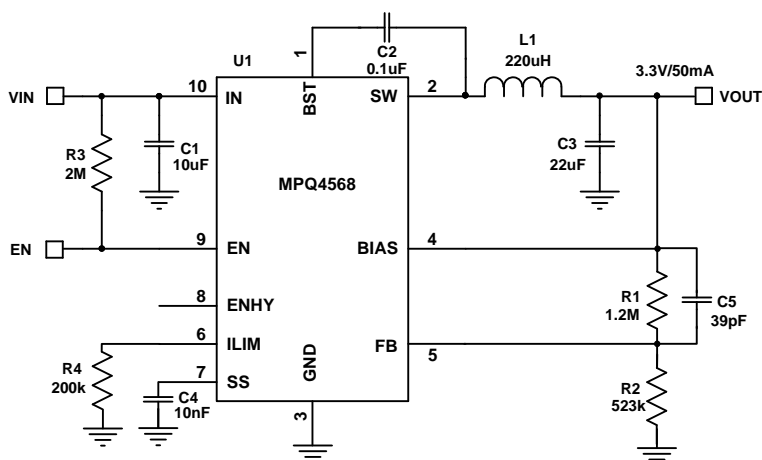 U1
1
C2
0.1uF
L1
220uH
3.3V/50mA
VIN
10
IN
BST
SW
2
VOUT
R3
2M
C1
10uF
C3
22uF
MPQ4568
EN
9
EN
BIAS
4
8
ENHY
R1
1.2M
C5
39pF
6
ILIM
FB
5
R4
200k
7
SS
GND
C4
10nF
3
R2
523k